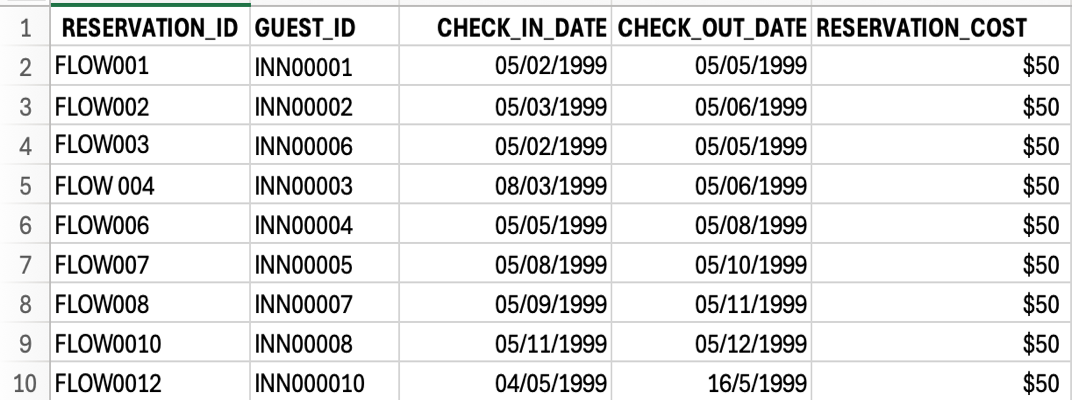 1 RESERVATION_ID GUEST_ID CHECK_IN_DATE CHECK_OUT_DATE RESERVATION_COST
2 FLOW001 INN00001 05/02/1999 05/05/1999 $50
3 FLOW002 INN00002 05/03/1999 05/06/1999 $50
4 FLOW003 INN00006 05/02/1999 05/05/1999 $50
5 FLOW 004 INN00003 08/03/1999 05/06/1999 $50
6 FLOW006 INN00004 05/05/1999 05/08/1999 $50
7 FLOW007 INN00005 05/08/1999 05/10/1999 $50
8 FLOW008 INN00007 05/09/1999 05/11/1999 $50
9 FLOW0010 INN00008 05/11/1999 05/12/1999 $50
10 FLOW0012 INN000010 04/05/1999 16/5/1999 $50